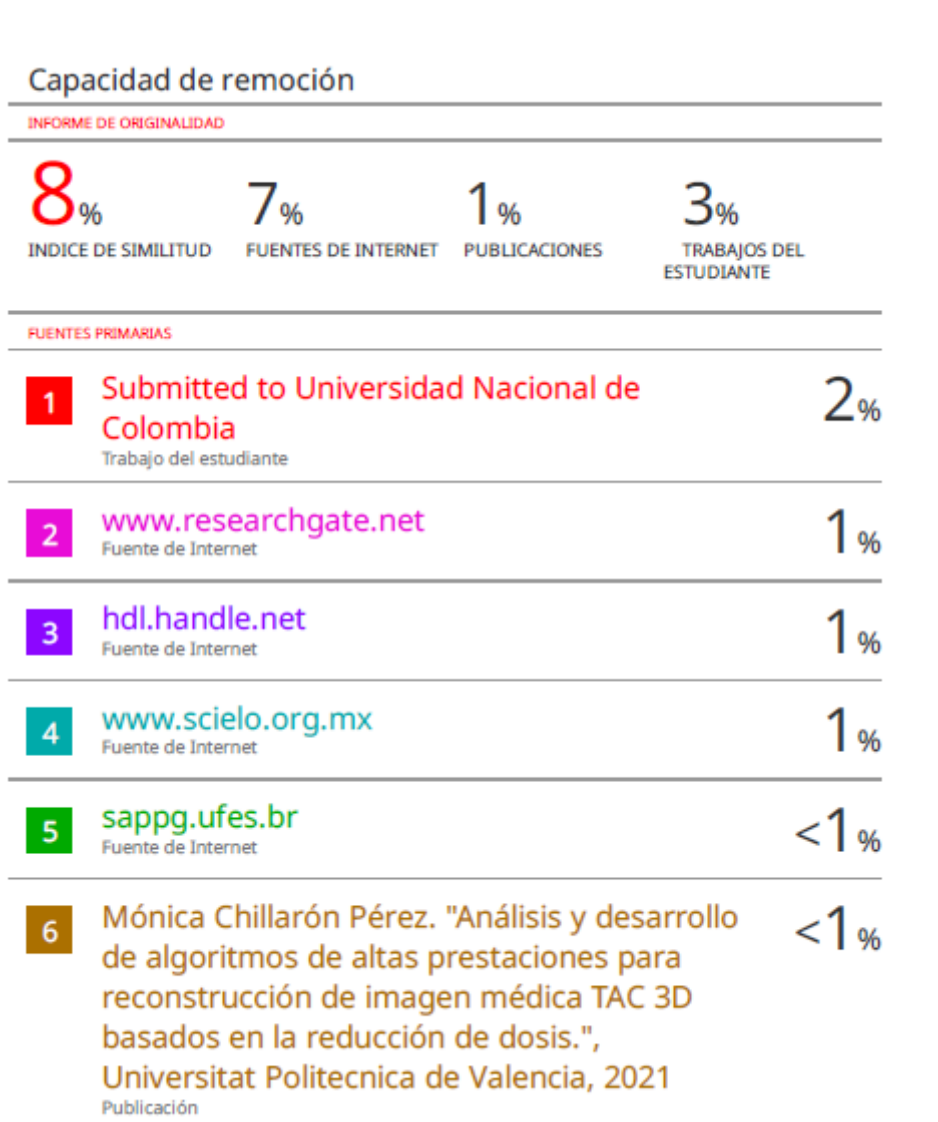 Capacidad de remoción
INFORME DE ORIGINALIDAD
8%
7%
1%
3%
INDICE DE SIMILITUD
FUENTES DE INTERNET
PUBLICACIONES
TRABAJOS DEL
ESTUDIANTE
FUENTES PRIMARIAS
1 Submitted to Universidad Nacional de 2%
Colombia
Trabajo del estudiante
2 www.researchgate.net 1%
Fuente de Internet
3 hdl.handle.net 1%
Fuente de Internet
4 www.scielo.org.mx 1%
Fuente de Internet
5 sappg.ufes.br <1%
Fuente de Internet
6 Mónica Chillarón Pérez. "Análisis y desarrollo <1%
de algoritmos de altas prestaciones para
reconstrucción de imagen médica TAC 3D
basados en la reducción de dosis.",
Universitat Politecnica de Valencia, 2021
Publicación